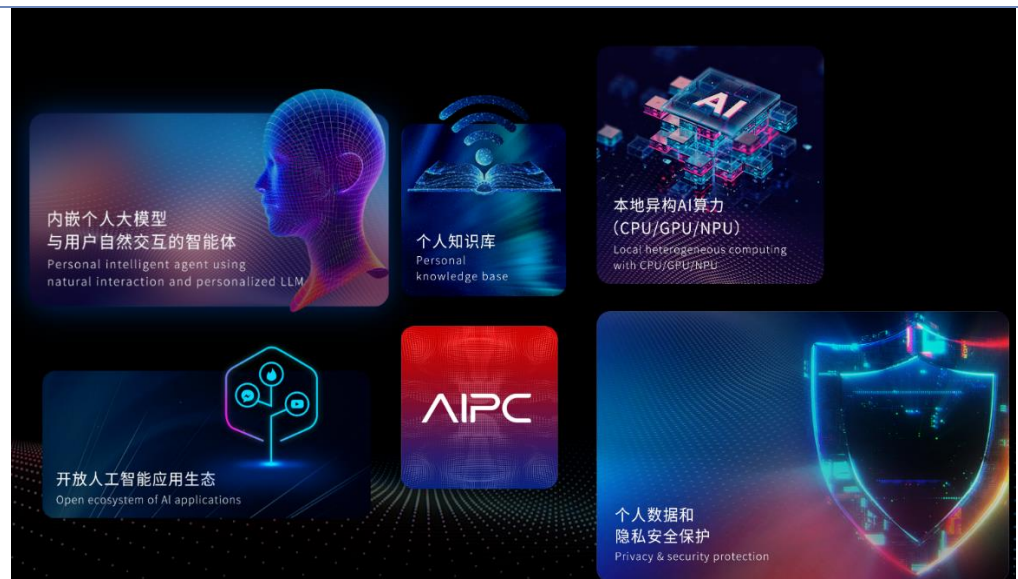 内嵌个人大模型
与用户自然交互的智能体
Personal intelligent agent using
natural interaction and personalized LLM
个人知识库
Personal
knowledge base
AI
本地异构AI算力
(CPU/GPU/NPU)
Local heterogeneous computing
with CPU/GPU/NPU
开放人工智能应用生态
Open ecosystem of AI applications
AIPC
个人数据和
隐私安全保护
Privacy & security protection